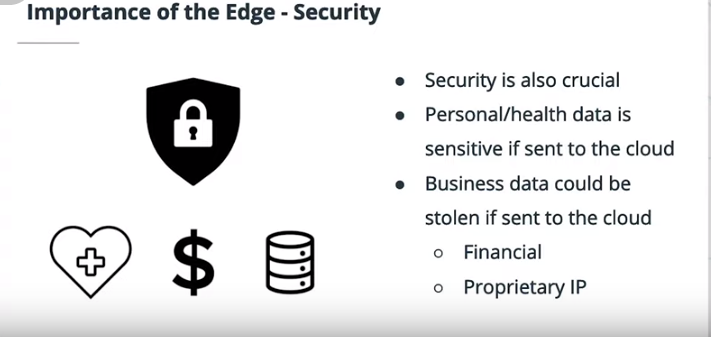 Importance of the Edge - Security
● Security is also crucial
● Personal/health data is
sensitive if sent to the cloud
● Business data could be
stolen if sent to the cloud
○ Financial
○ Proprietary IP